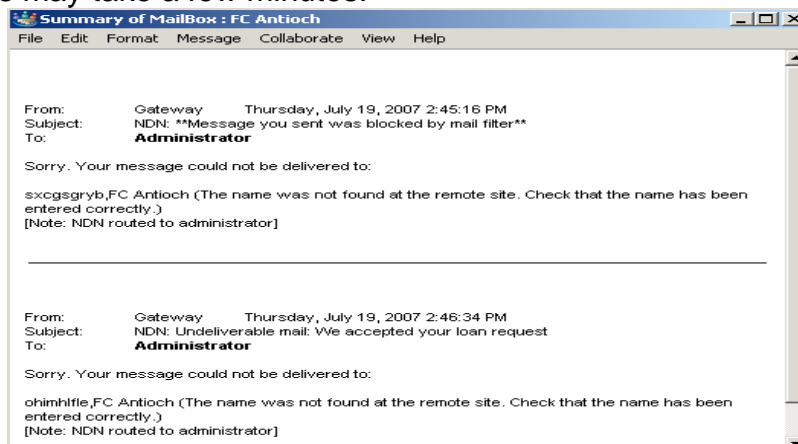 may take a few minutes.
Summary of MailBox : FC Antioch
File Edit Format Message Collaborate View Help
From: Gateway Thursday, July 19, 2007 2:45:16 PM
Subject: NDN: **Message you sent was blocked by mail filter**
To: Administrator
Sorry. Your message could not be delivered to:
sxcgsgryb,FC Antioch (The name was not found at the remote site. Check that the name has been
entered correctly.)
[Note: NDN routed to administrator]
From: Gateway Thursday, July 19, 2007 2:46:34 PM
Subject: NDN: Undeliverable mail: We accepted your loan request
To: Administrator
Sorry. Your message could not be delivered to:
ohimhlfle,FC Antioch (The name was not found at the remote site. Check that the name has been
entered correctly.)
[Note: NDN routed to administrator]